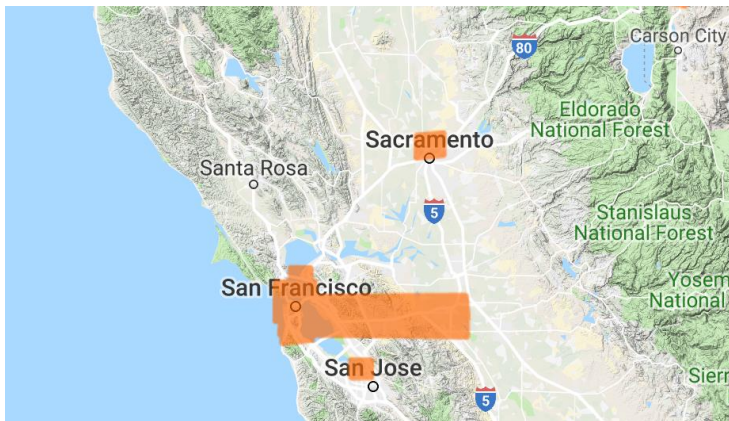 Carson City
80
Eldorado
National Forest
Sacramento
Santa Rosa
5
Stanislaus
National Forest
San Francisco
Yosem
National
San Jose
Sierr
5